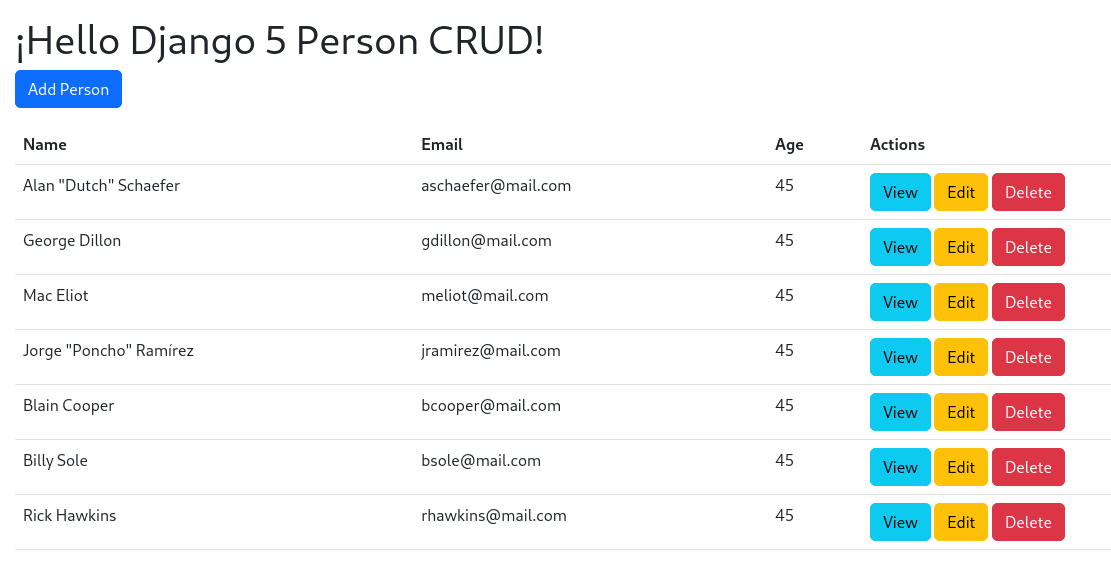 ¡Hello Django 5 Person CRUD!
Add Person
Name Email Age Actions
Alan "Dutch" Schaefer aschaefer@mail.com 45 View Edit Delete
George Dillon gdillon@mail.com 45 View Edit Delete
Mac Eliot meliot@mail.com 45 View Edit Delete
Jorge "Poncho" Ramírez jramirez@mail.com 45 View Edit Delete
Blain Cooper bcooper@mail.com 45 View Edit Delete
Billy Sole bsole@mail.com 45 View Edit Delete
Rick Hawkins rhawkins@mail.com 45 View Edit Delete